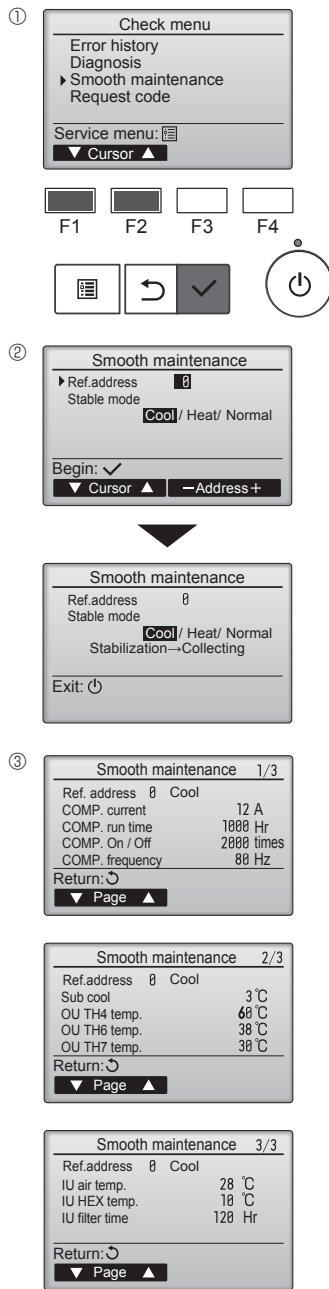 ①
Check menu
Error history
Diagnosis
▶ Smooth maintenance
Request code
Service menu:
▼ Cursor ▲
F1 F2 F3 F4
②
Smooth maintenance
▶ Ref.address 0
Stable mode
Cool / Heat/ Normal
Begin: ✓
▼ Cursor ▲ −Address+
Smooth maintenance
Ref.address 0
Stable mode
Cool / Heat/ Normal
Stabilization→Collecting
Exit:
③
Smooth maintenance 1/3
Ref. address 0 Cool
COMP. current 12 A
COMP. run time 1000 Hr
COMP. On / Off 2000 times
COMP. frequency 80 Hz
Return:
▼ Page ▲
Smooth maintenance 2/3
Ref.address 0 Cool
Sub cool 3 ℃
OU TH4 temp. 60 ℃
OU TH6 temp. 38 ℃
OU TH7 temp. 30 ℃
Return:
▼ Page ▲
Smooth maintenance 3/3
Ref.address 0 Cool
IU air temp. 28 ℃
IU HEX temp. 10 ℃
IU filter time 120 Hr
Return:
▼ Page ▲